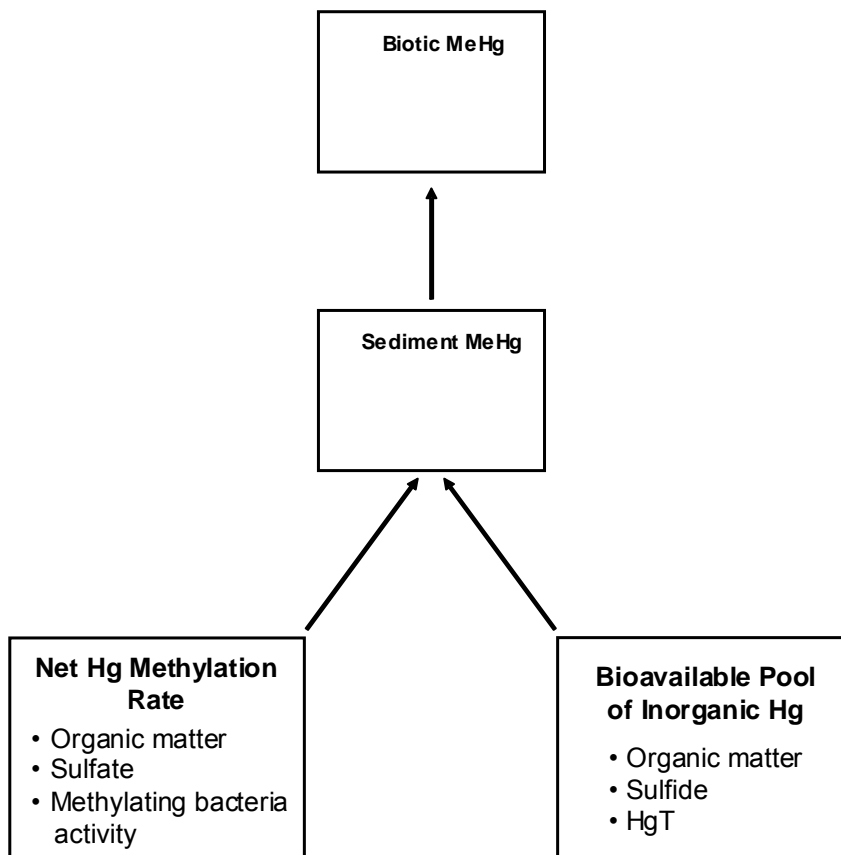 Biotic MeHg
Sediment MeHg
Net Hg Methylation
Rate
• Organic matter
• Sulfate
• Methylating bacteria
activity
Bioavailable Pool
of Inorganic Hg
• Organic matter
• Sulfide
• HgT